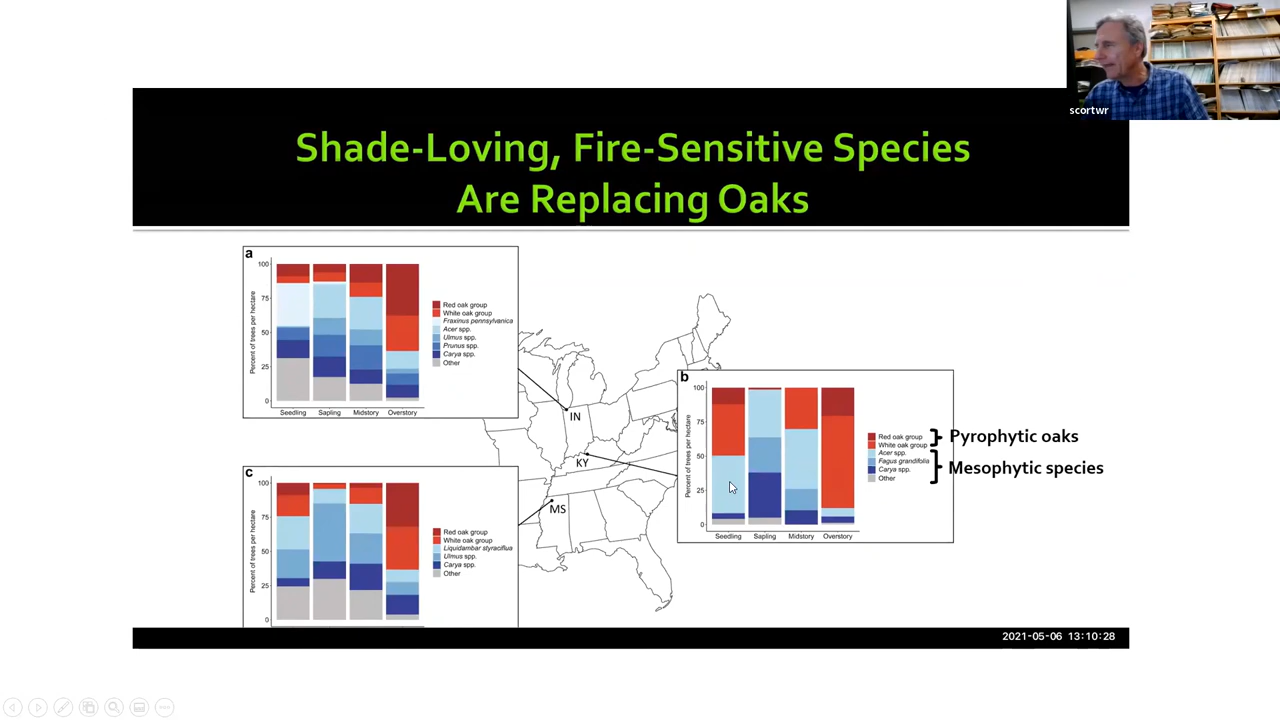 scortwr
Shade-Loving, Fire-Sensitive Species
Are Replacing Oaks
a
100
75
50
25
0
Percent of trees per hectare
Seedling Sapling Midstory Overstory
Red oak group
White oak group
Fraxinus pennsylvanica
Acer spp.
Ulmus spp.
Prunus spp.
Carya spp.
Other
IN
KY
MS
b
100
75
50
25
0
Percent of trees per hectare
Seedling Sapling Midstory Overstory
Red oak group
White oak group
Acer spp.
Fagus grandifolia
Carya spp.
Other
Pyrophytic oaks
Mesophytic species
c
100
75
50
25
0
Percent of trees per hectare
Red oak group
White oak group
Liquidambar styraciflua
Ulmus spp.
Carya spp.
Other
2021-05-06 13:10:28